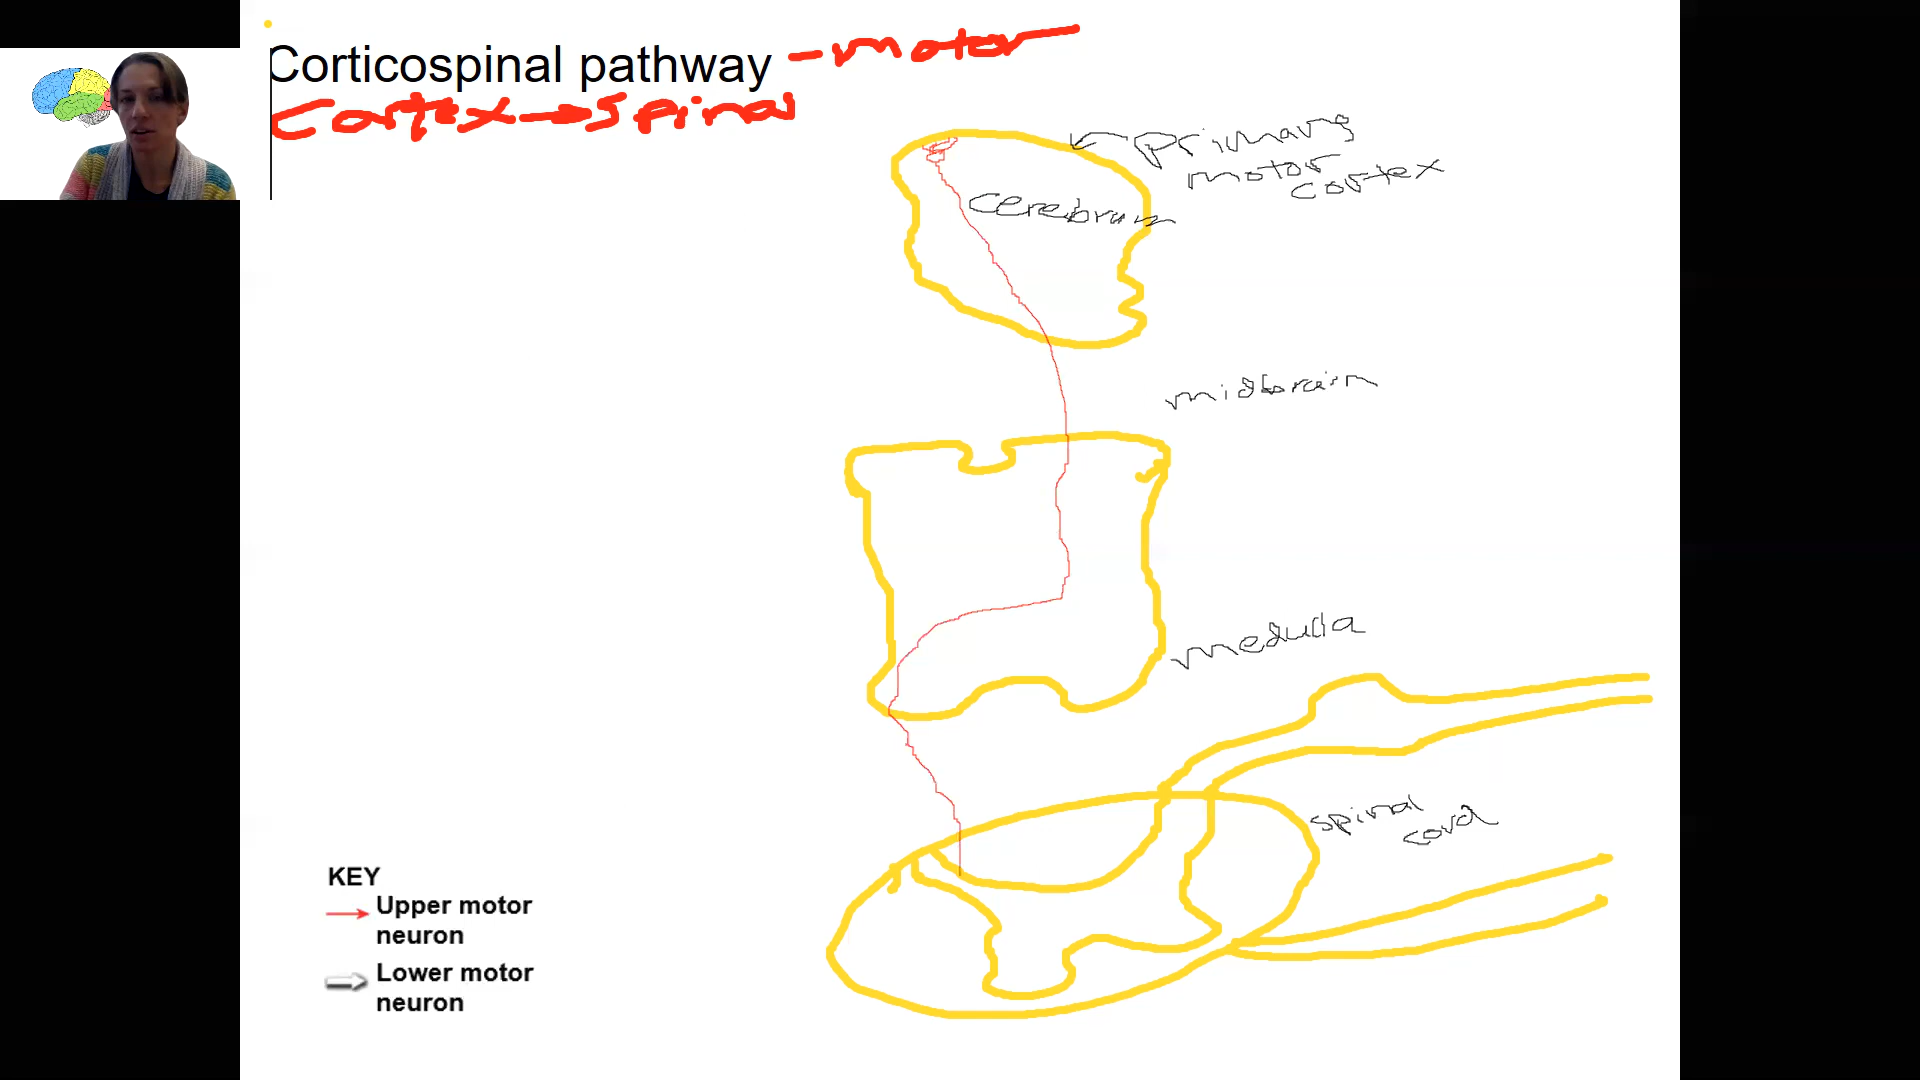 Corticospinal pathway - motor
Cortex → spinal
primary
motor
cortex
cerebrum
midbrain
medulla
spinal
cord
KEY
Upper motor
neuron
Lower motor
neuron